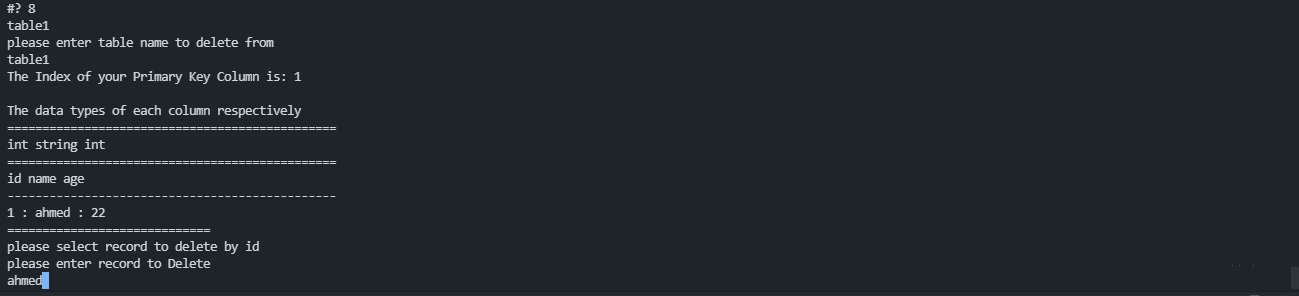 #? 8
table1
please enter table name to delete from
table1
The Index of your Primary Key Column is: 1
The data types of each column respectively
===============================================
int string int
===============================================
id name age
-----------------------------------------------
1 : ahmed : 22
=============================
please select record to delete by id
please enter record to Delete
ahmed